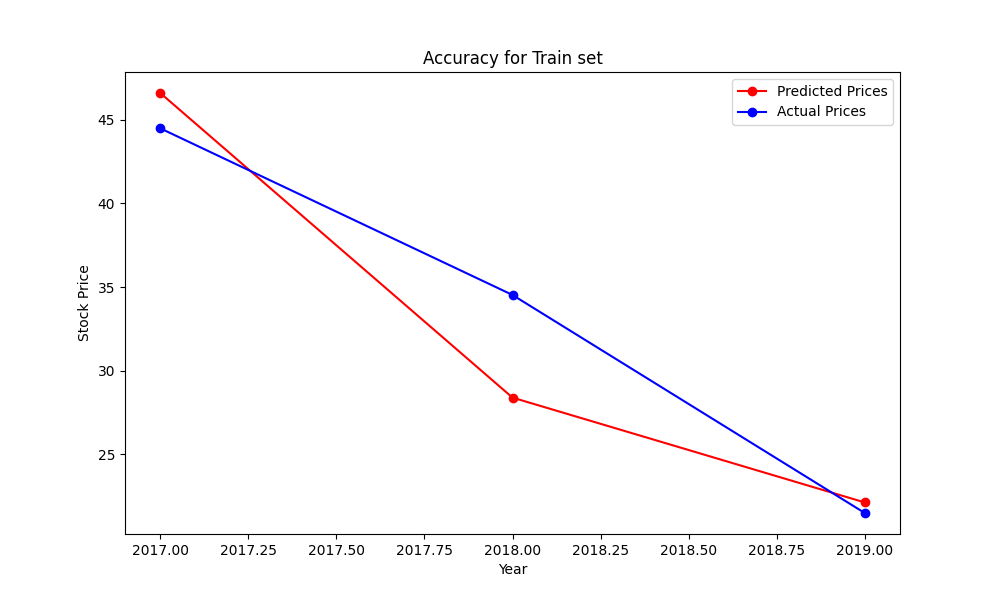 Accuracy for Train set
Predicted Prices
Actual Prices
45
40
35
30
25
Stock Price
2017.00 2017.25 2017.50 2017.75 2018.00 2018.25 2018.50 2018.75 2019.00
Year